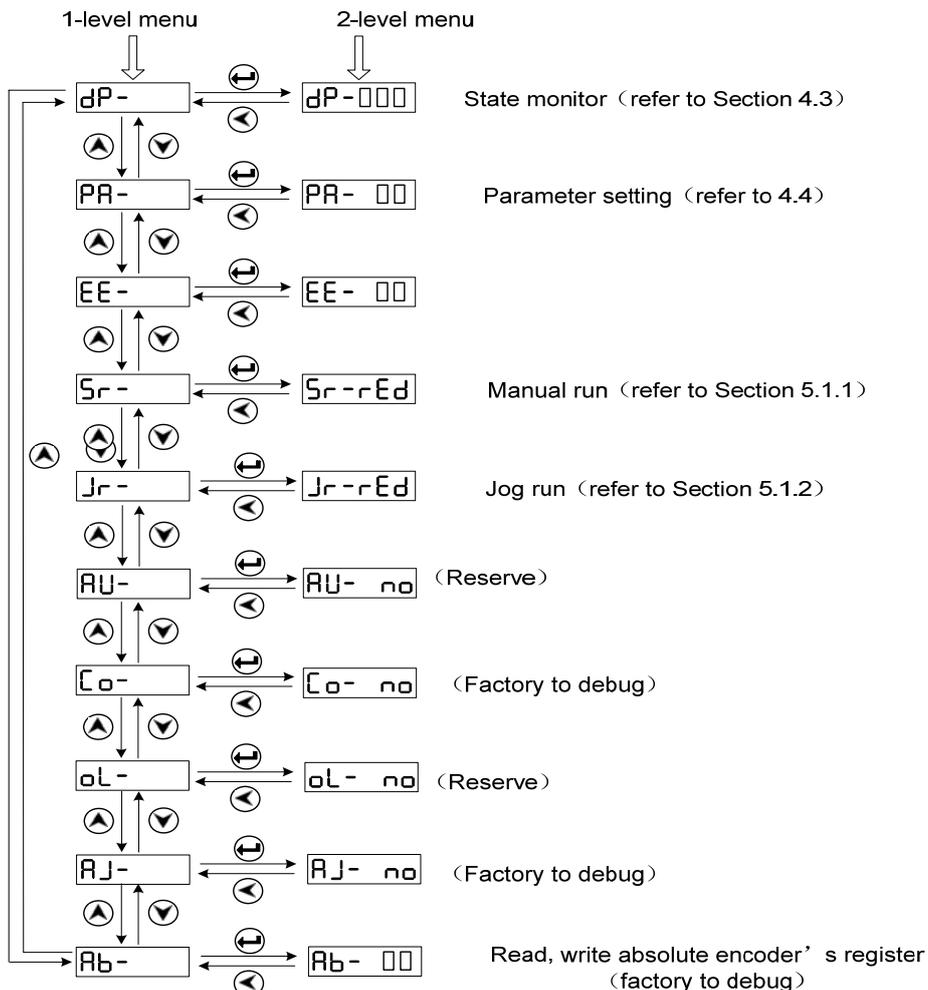 1-level menu 2-level menu
dP- dP-□□□ State monitor（refer to Section 4.3）
PA- PA- □□ Parameter setting（refer to 4.4）
EE- EE- □□
Sr- Sr-rEd Manual run（refer to Section 5.1.1）
Jr- Jr-rEd Jog run（refer to Section 5.1.2）
AU- AU- no （Reserve）
Co- Co- no （Factory to debug）
oL- oL- no （Reserve）
AJ- AJ- no （Factory to debug）
Ab- Ab- □□ Read, write absolute encoder’s register
（factory to debug）